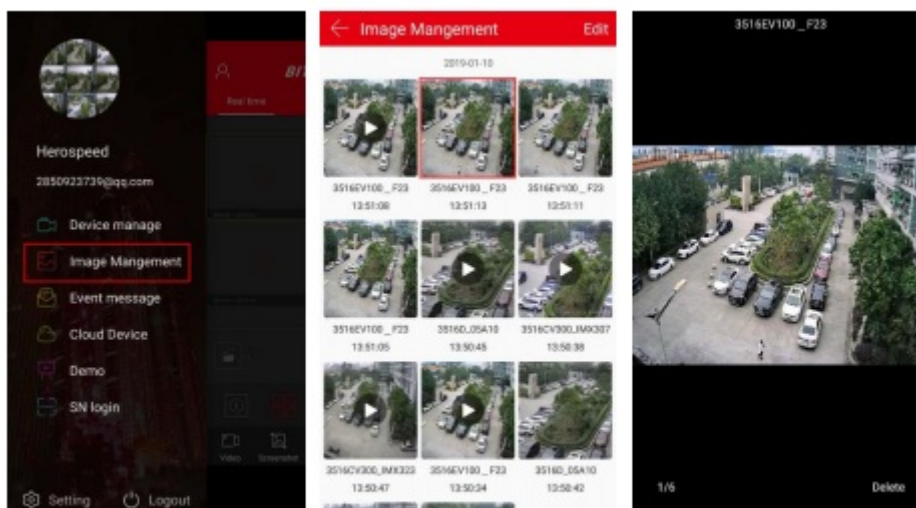 Herospeed
2850923739@qq.com
Device manage
Image Mangement
Event message
Cloud Device
Demo
SN login
Setting
Logout
BIT
Real time
Video
Screenshot
Image Mangement
Edit
2019-01-10
3516EV100_F23
3516EV100_F23
3516EV100_F23
13:51:08
13:51:13
13:51:11
3516EV100_F23
3516D_05A10
3516CV300_IMX307
13:51:05
13:50:45
13:50:38
3516CV300_IMX323
3516EV100_F23
3516D_05A10
13:50:47
13:50:34
13:50:42
3516EV100_F23
1/6
Delete